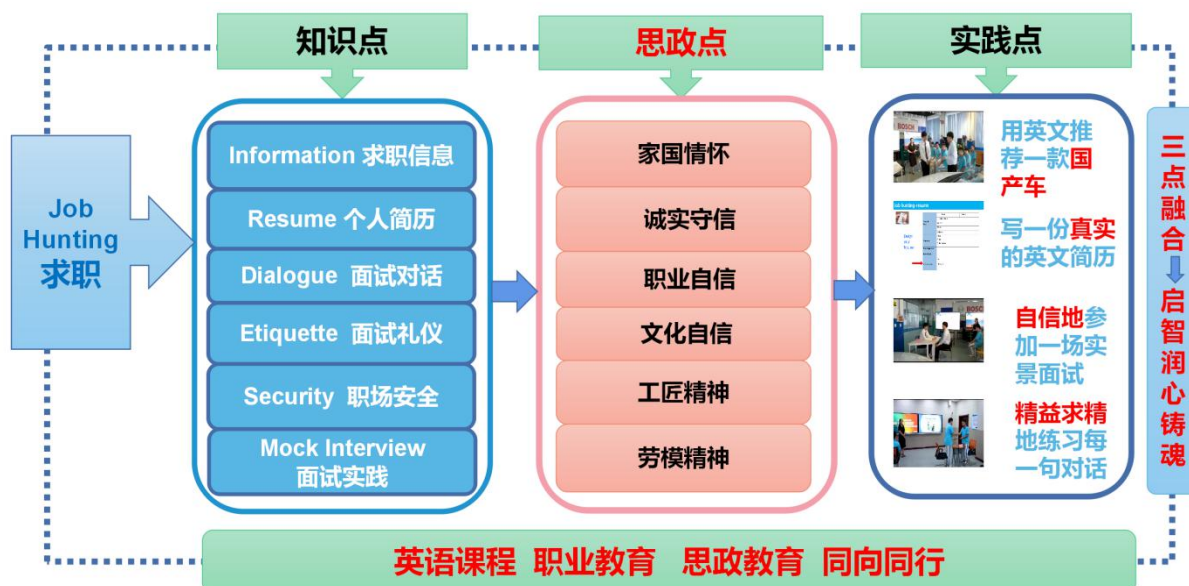 知识点
思政点
实践点
Job
Hunting
求职
Information 求职信息
Resume 个人简历
Dialogue 面试对话
Etiquette 面试礼仪
Security 职场安全
Mock Interview
面试实践
家国情怀
诚实守信
职业自信
文化自信
工匠精神
劳模精神
BOSCH
用英文推
荐一款国
产车
写一份真实
的英文简历
自信地参
加一场实
景面试
精益求精
地练习每
一句对话
三点融合
启智润心铸魂
英语课程 职业教育 思政教育 同向同行